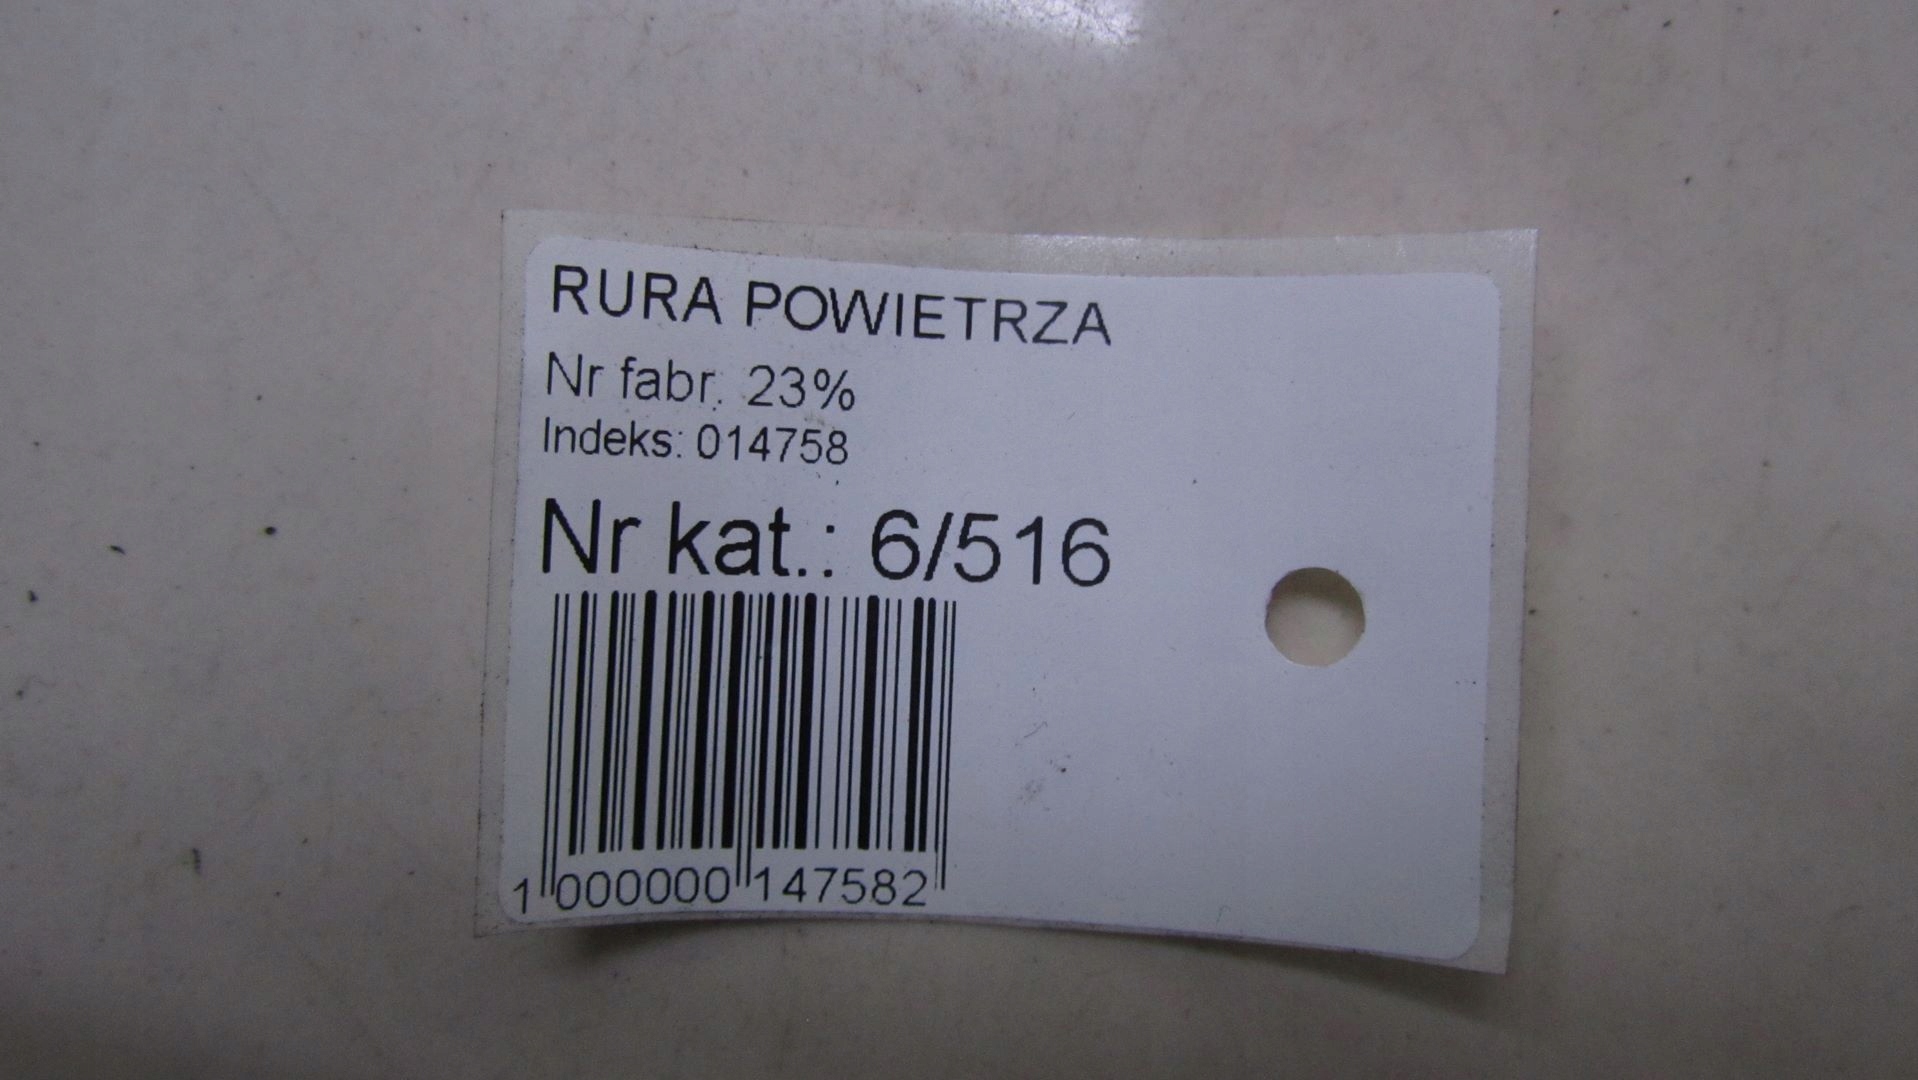 RURA POWIETRZA
Nr fabr. 23%
Indeks: 014758
Nr kat.: 6/516
1 000000 147582